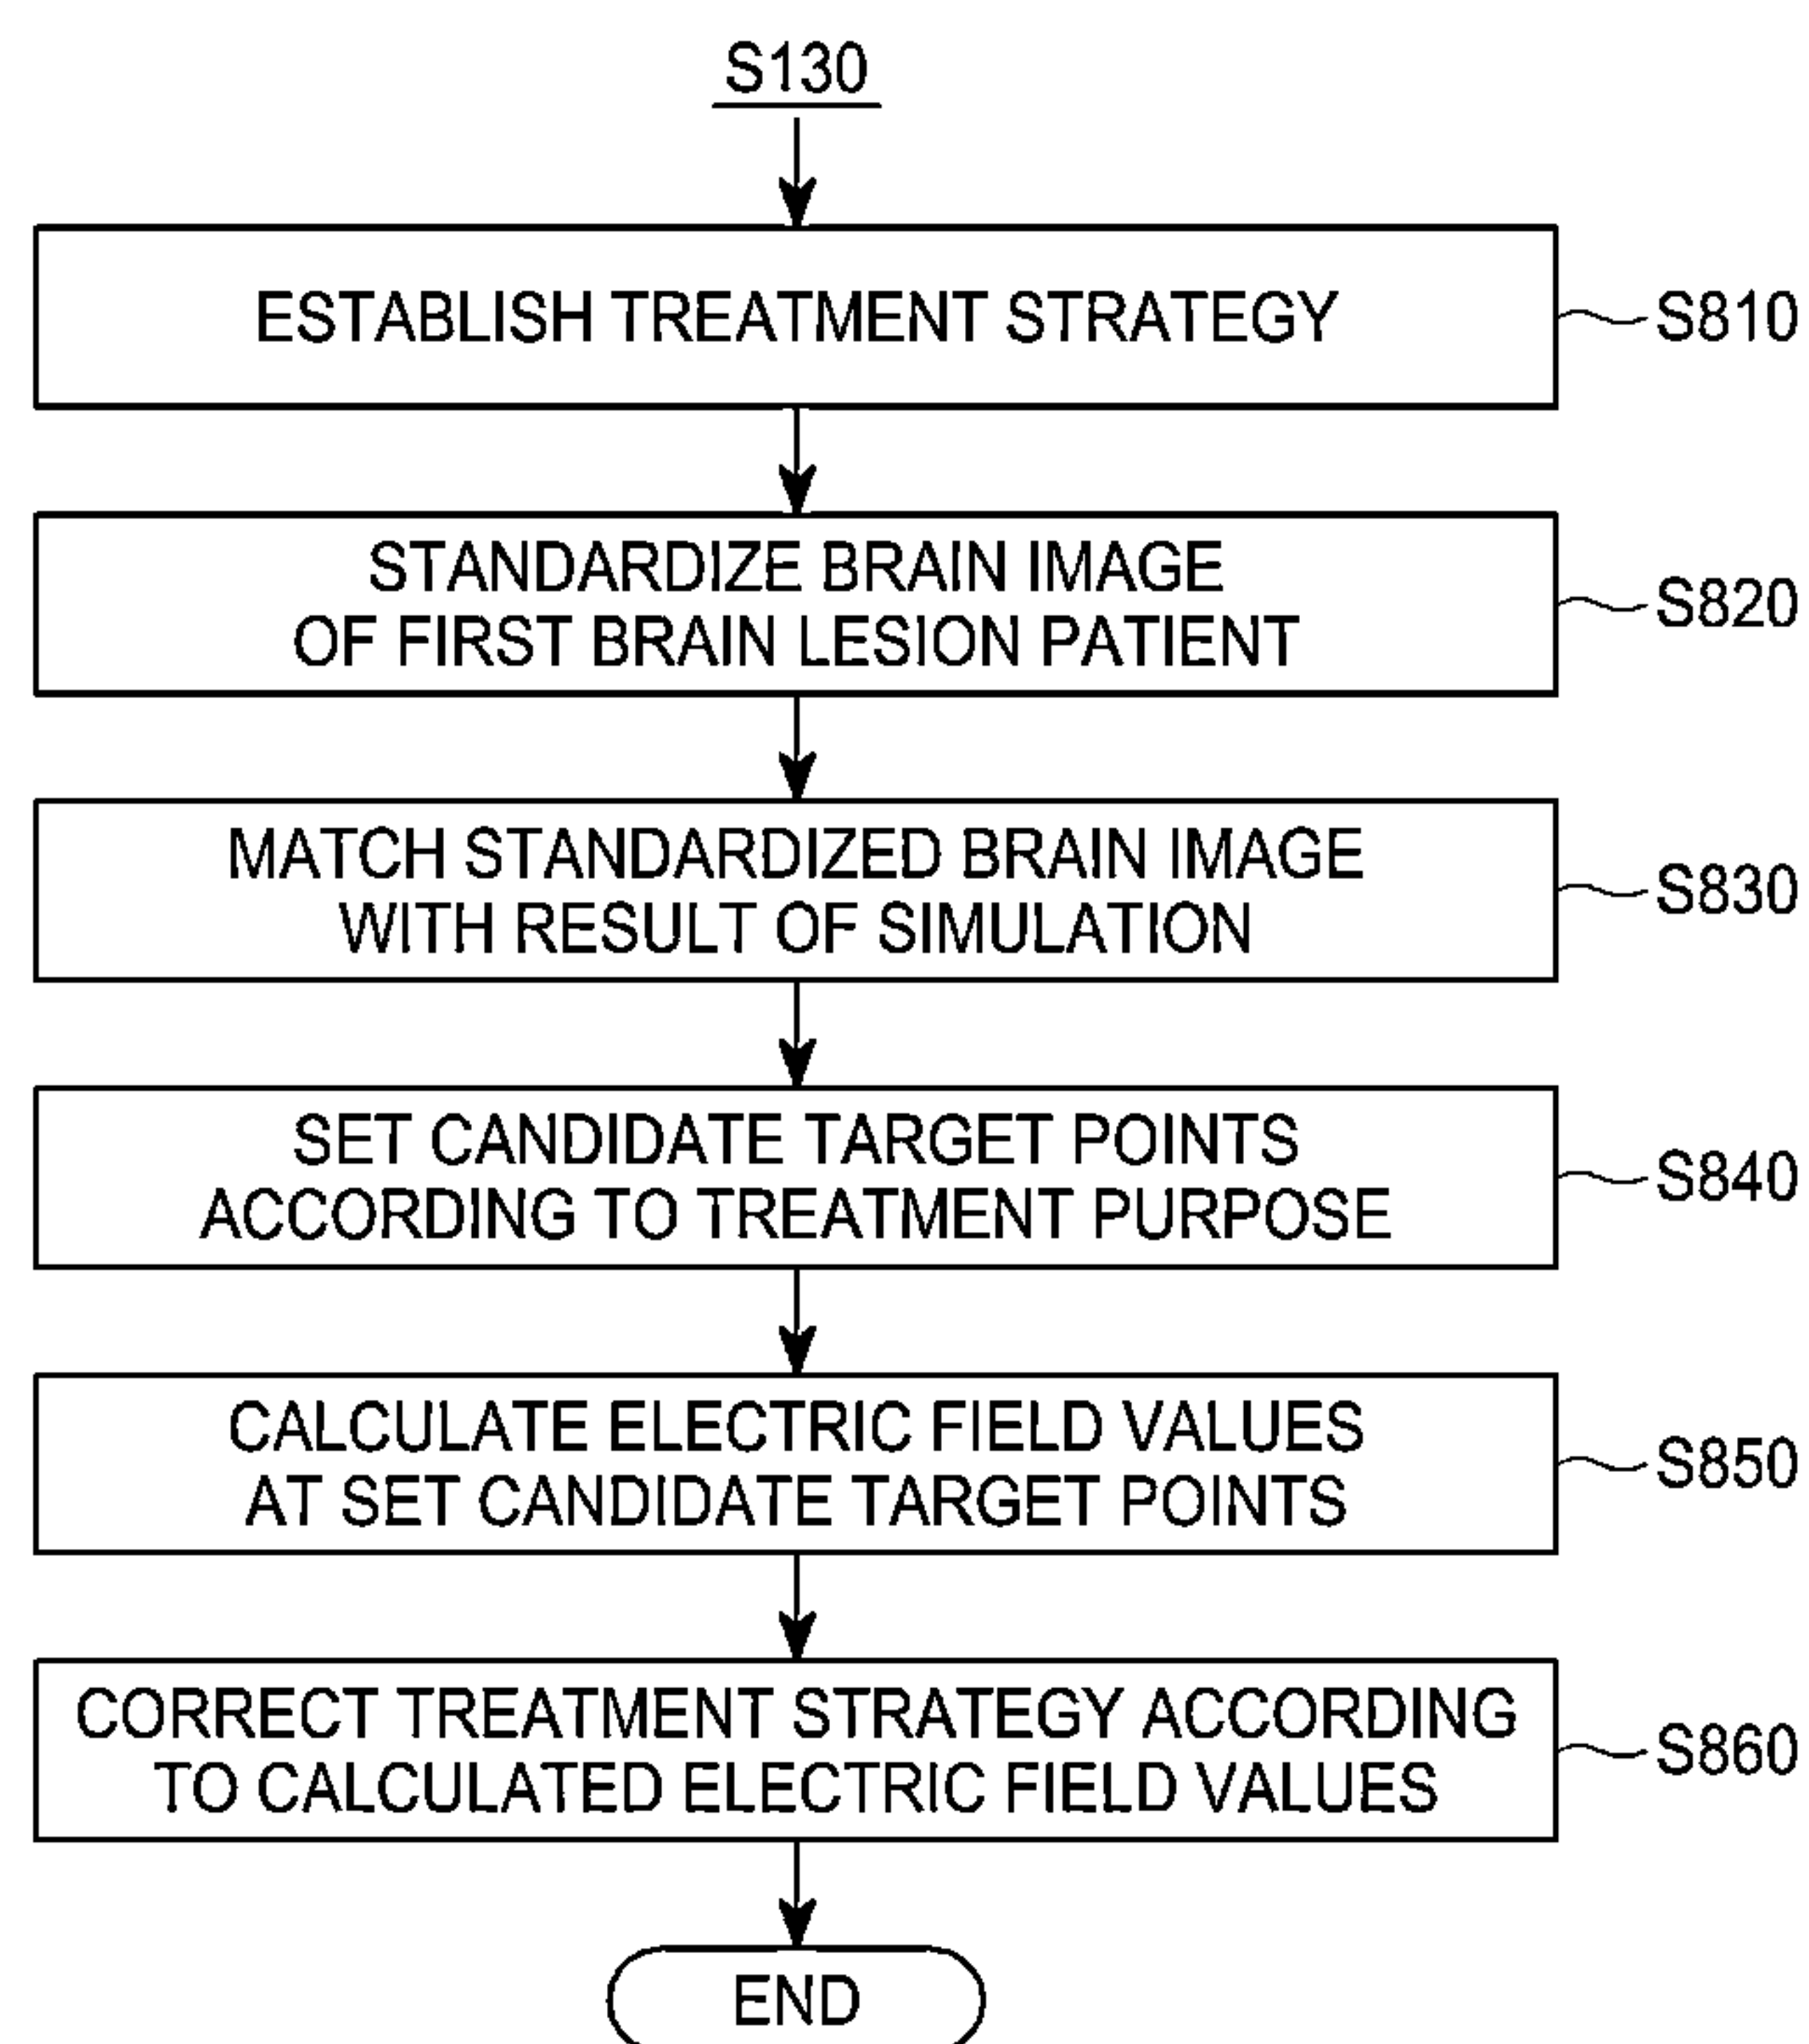 S130
ESTABLISH TREATMENT STRATEGY
S810
STANDARDIZE BRAIN IMAGE
OF FIRST BRAIN LESION PATIENT
S820
MATCH STANDARDIZED BRAIN IMAGE
WITH RESULT OF SIMULATION
S830
SET CANDIDATE TARGET POINTS
ACCORDING TO TREATMENT PURPOSE
S840
CALCULATE ELECTRIC FIELD VALUES
AT SET CANDIDATE TARGET POINTS
S850
CORRECT TREATMENT STRATEGY ACCORDING
TO CALCULATED ELECTRIC FIELD VALUES
S860
END